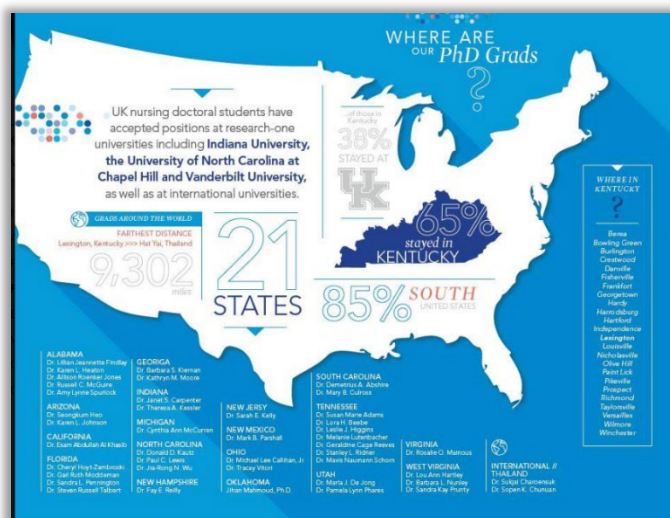 WHERE ARE
OUR PhD Grads
?
UK nursing doctoral students have
accepted positions at research-one
universities including Indiana University,
the University of North Carolina at
Chapel Hill and Vanderbilt University,
as well as at international universities.
...of those in
Kentucky
38%
STAYED AT
UK
GRADS AROUND THE WORLD
FARTHEST DISTANCE
Lexington, Kentucky >>> Hat Yai, Thailand
9,302
miles
21
STATES
65%
stayed in
KENTUCKY
85% SOUTH
UNITED STATES
WHERE IN
KENTUCKY
?
Berea
Bowling Green
Burlington
Crestwood
Danville
Fisherville
Frankfort
Georgetown
Hardy
Harrodsburg
Hartford
Independence
Lexington
Louisville
Nicholasville
Olive Hill
Paint Lick
Pikeville
Prospect
Richmond
Taylorsville
Versailles
Wilmore
Winchester
ALABAMA
Dr. Lillian Jeannette Findlay
Dr. Karen L. Heaton
Dr. Allison Roenker Jones
Dr. Russell C. McGuire
Dr. Amy Lynne Spurlock
ARIZONA
Dr. Seongkum Heo
Dr. Karen L. Johnson
CALIFORNIA
Dr. Esam Abdullah Al Khasib
FLORIDA
Dr. Cheryl Hoyt-Zambroski
Dr. Gail Ruth Moddeman
Dr. Sandra L. Pennington
Dr. Steven Russell Talbert
GEORIGA
Dr. Barbara S. Kiernan
Dr. Kathryn M. Moore
INDIANA
Dr. Janet S. Carpenter
Dr. Theresa A. Kessler
MICHIGAN
Dr. Cynthia Ann McCurren
NORTH CAROLINA
Dr. Donald D. Kautz
Dr. Paul C. Lewis
Dr. Jia-Rong N. Wu
NEW HAMPSHIRE
Dr. Fay E. Reilly
NEW JERSY
Dr. Sarah E. Kelly
NEW MEXICO
Dr. Mark B. Parshall
OHIO
Dr. Michael Lee Callihan, Jr.
Dr. Tracey Vitori
OKLAHOMA
Jihan Mahmoud, Ph.D.
SOUTH CAROLINA
Dr. Demetrius A. Abshire
Dr. Mary B. Culross
TENNESSEE
Dr. Susan Marie Adams
Dr. Lora H. Beebe
Dr. Leslie J. Higgins
Dr. Melanie Lutenbacher
Dr. Geraldine Cage Reaves
Dr. Stanley L. Ridner
Dr. Mavis Naumann Schorn
UTAH
Dr. Marla J. De Jong
Dr. Pamela Lynn Phares
VIRGINIA
Dr. Rosalie O. Mainous
WEST VIRGINIA
Dr. Lou Ann Hartley
Dr. Barbara L. Nunley
Dr. Sandra Kay Prunty
INTERNATIONAL //
THAILAND
Dr. Sukjai Charoensuk
Dr. Sopen K. Chunuan